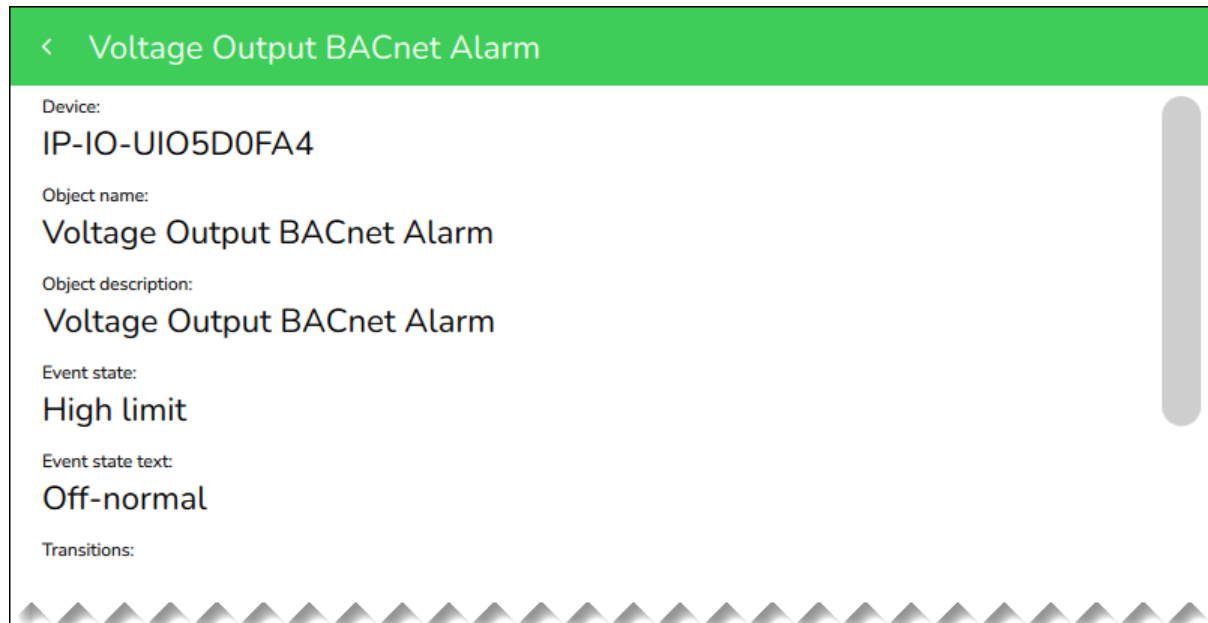 Voltage Output BACnet Alarm
Device:
IP-IO-UIO5D0FA4
Object name:
Voltage Output BACnet Alarm
Object description:
Voltage Output BACnet Alarm
Event state:
High limit
Event state text:
Off-normal
Transitions: